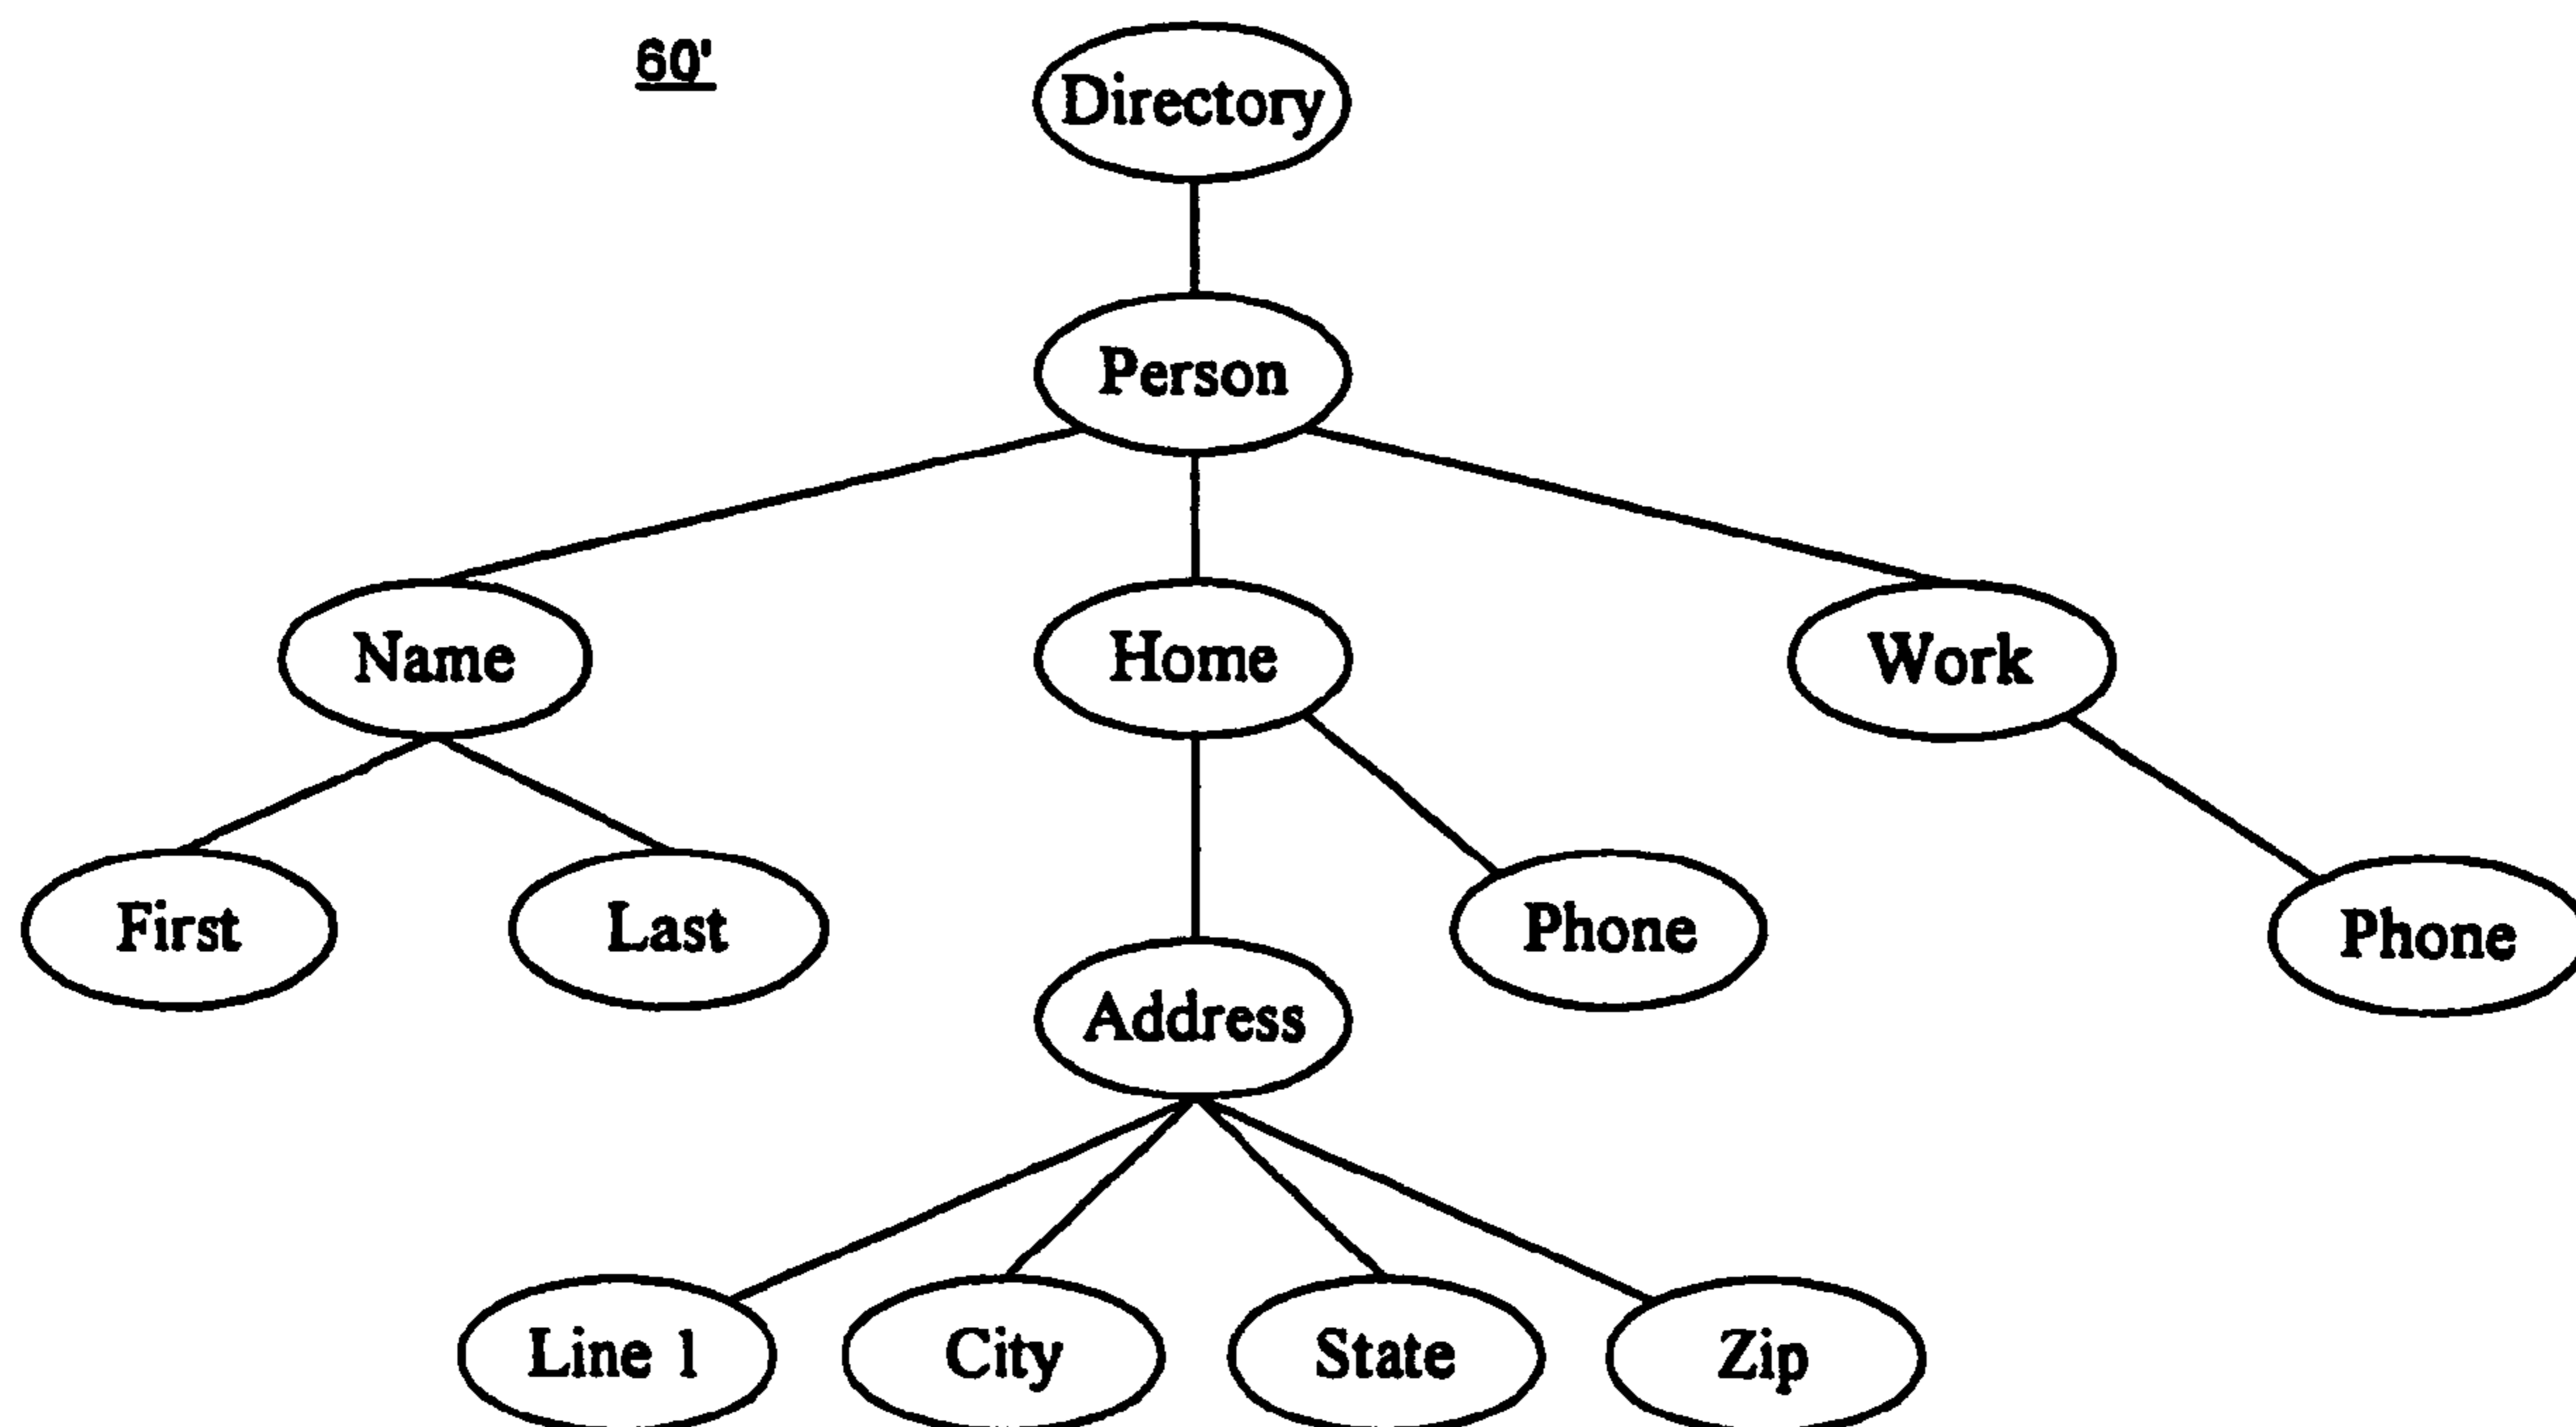 60'
Directory
Person
Name
Home
Work
First
Last
Phone
Phone
Address
Line 1
City
State
Zip